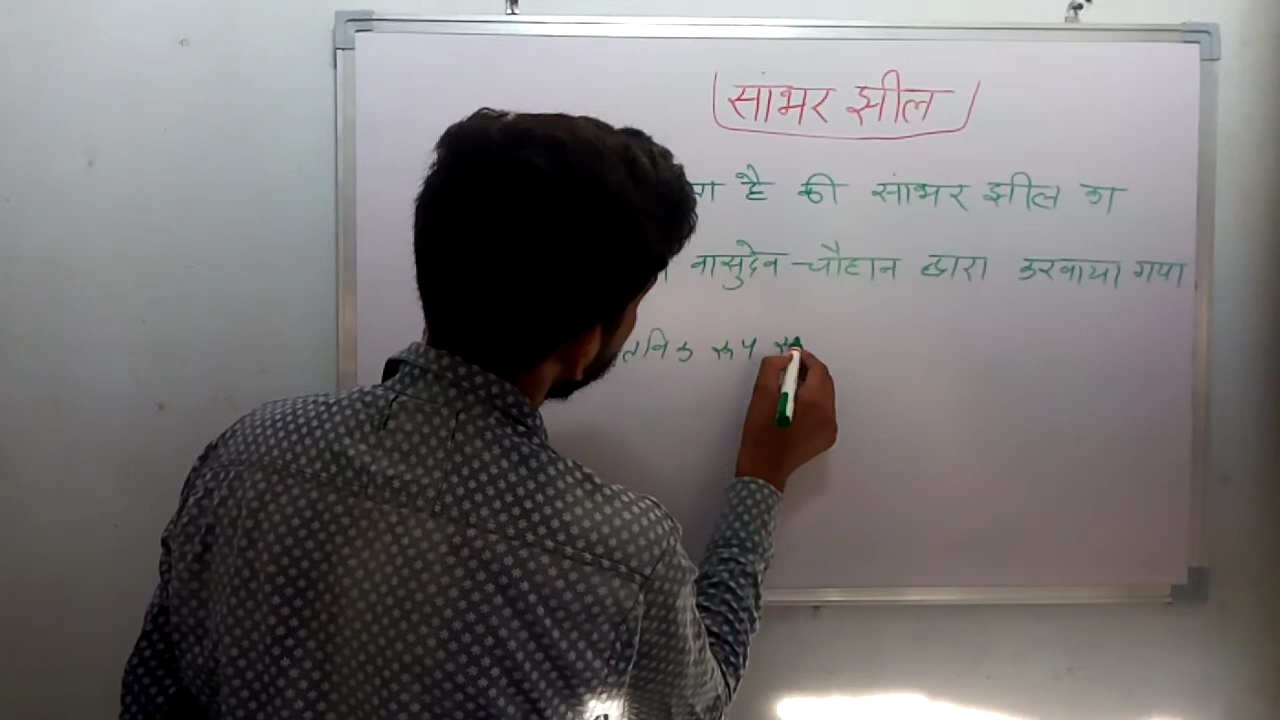 सांभर झील
है की सांभर झील का
वासुदेव चौहान द्वारा करवाया गया
रूप